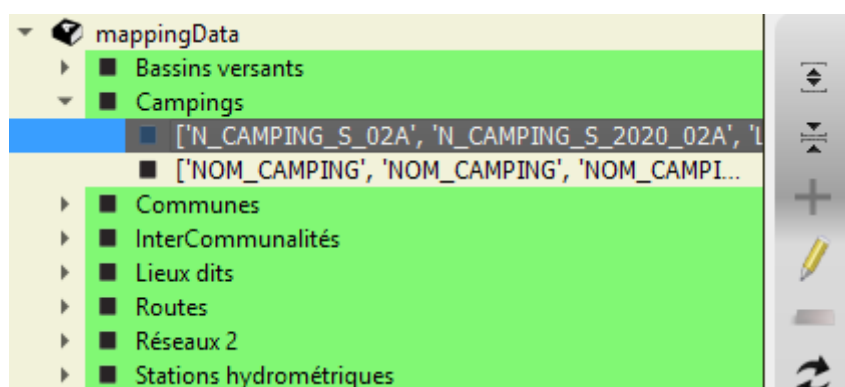 mappingData
Bassins versants
Campings
['N_CAMPING_S_02A', 'N_CAMPING_S_2020_02A', 'L
['NOM_CAMPING', 'NOM_CAMPING', 'NOM_CAMPI...
Communes
InterCommunalités
Lieux dits
Routes
Réseaux 2
Stations hydrométriques